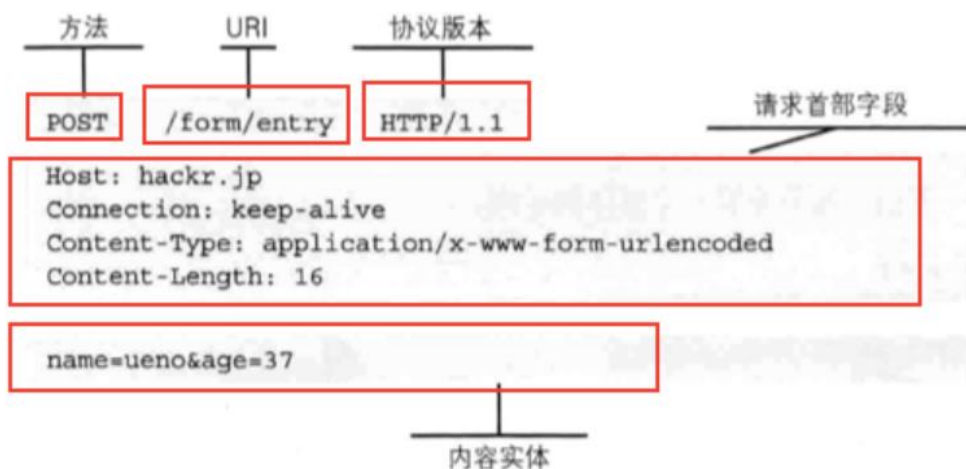 方法 URI 协议版本
POST /form/entry HTTP/1.1
请求首部字段
Host: hackr.jp
Connection: keep-alive
Content-Type: application/x-www-form-urlencoded
Content-Length: 16
name=ueno&age=37
内容实体